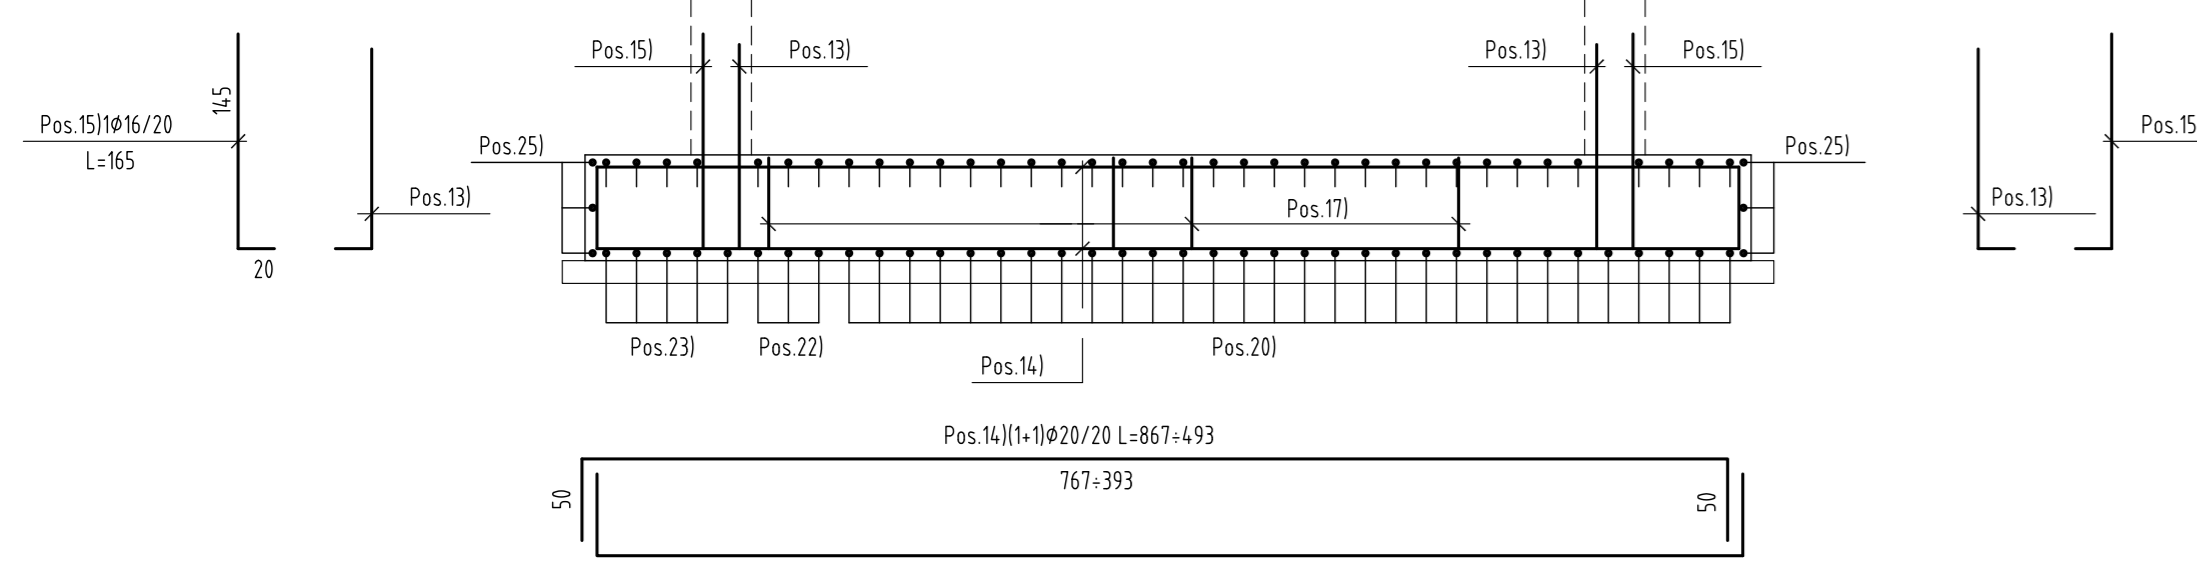 Pos.15)
Pos.13)
Pos.13)
Pos.15)
145
Pos.15)1ϕ16/20
L=165
Pos.15
Pos.25)
Pos.25)
Pos.13)
Pos.13)
Pos.17)
20
Pos.23)
Pos.22)
Pos.20)
Pos.14)
Pos.14)(1+1)ϕ20/20 L=867÷493
767÷393
50
50